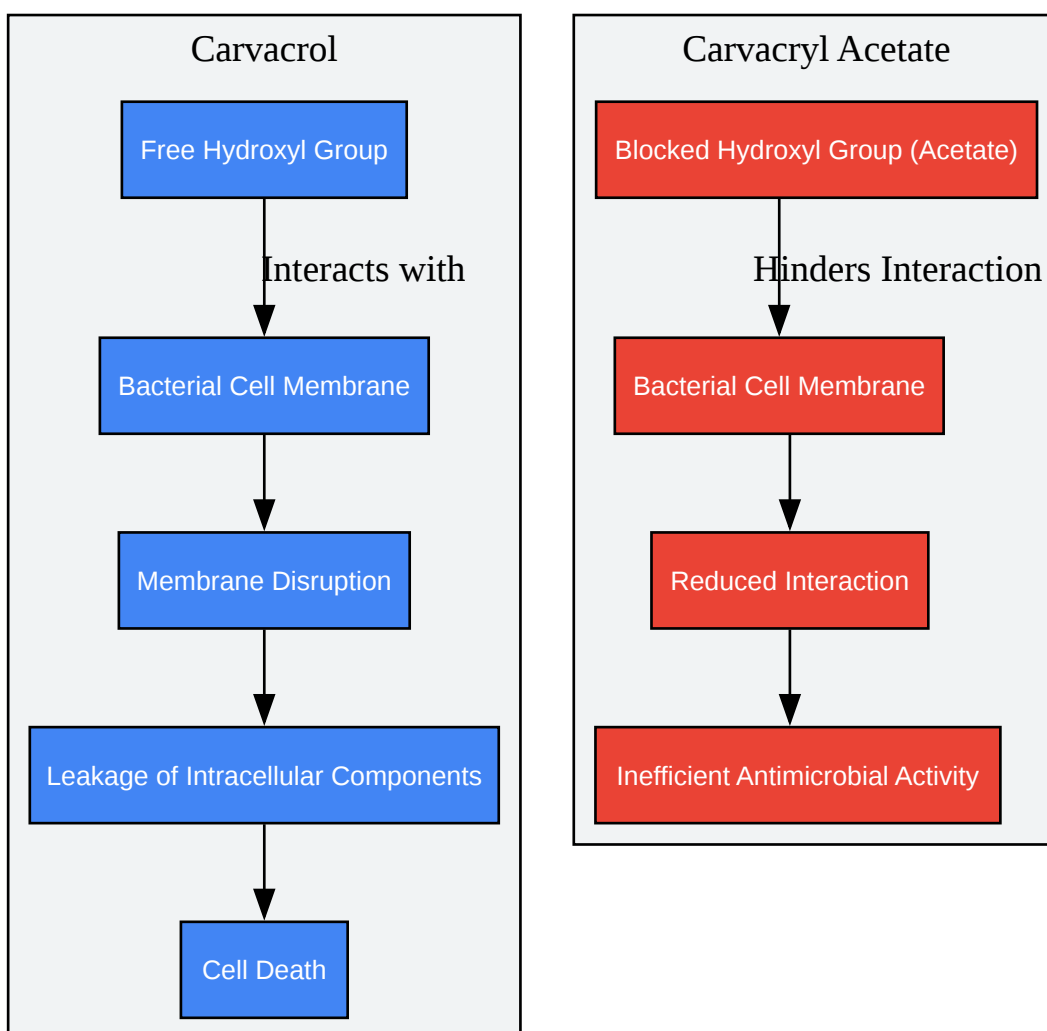 Carvacrol
Free Hydroxyl Group
Interacts with
Bacterial Cell Membrane
Membrane Disruption
Leakage of Intracellular Components
Cell Death
Carvacryl Acetate
Blocked Hydroxyl Group (Acetate)
Hinders Interaction
Bacterial Cell Membrane
Reduced Interaction
Inefficient Antimicrobial Activity